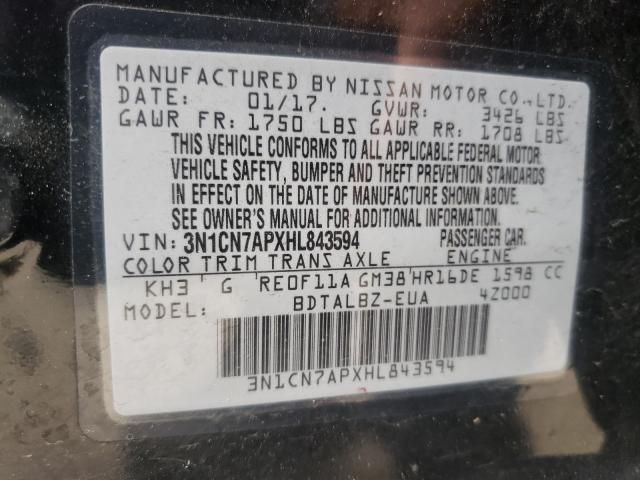 MANUFACTURED BY NISSAN MOTOR CO., LTD.
DATE: 01/17. GVWR: 3426 LBS
GAWR FR: 1750 LBS GAWR RR: 1708 LBS
THIS VEHICLE CONFORMS TO ALL APPLICABLE FEDERAL MOTOR
VEHICLE SAFETY, BUMPER AND THEFT PREVENTION STANDARDS
IN EFFECT ON THE DATE OF MANUFACTURE SHOWN ABOVE.
SEE OWNER'S MANUAL FOR ADDITIONAL INFORMATION.
VIN: 3N1CN7APXHL843594 PASSENGER CAR.
COLOR TRIM TRANS AXLE ENGINE
KH3 G RE0F11A GM38 HR16DE 1598 CC
MODEL: BDTALBZ-EUA 4Z000
3N1CN7APXHL843594